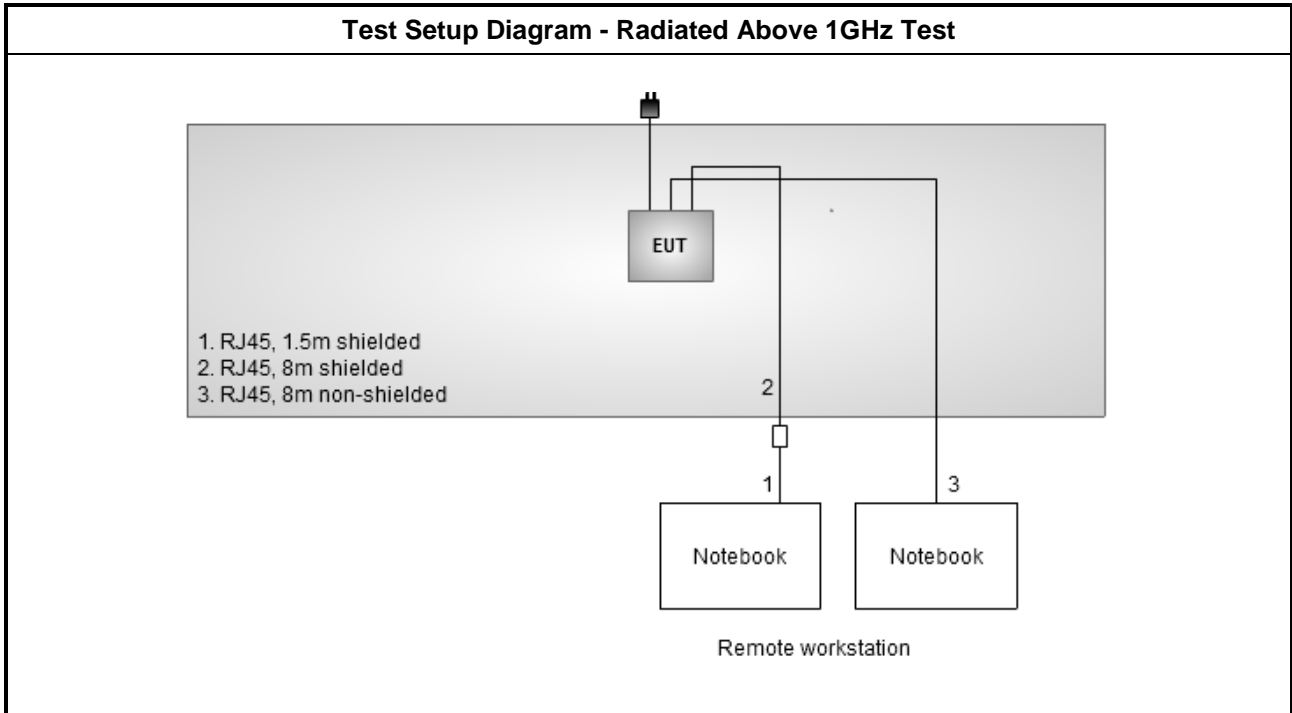 Test Setup Diagram - Radiated Above 1GHz Test
EUT
1. RJ45, 1.5m shielded
2. RJ45, 8m shielded
3. RJ45, 8m non-shielded
2
1
3
Notebook
Notebook
Remote workstation